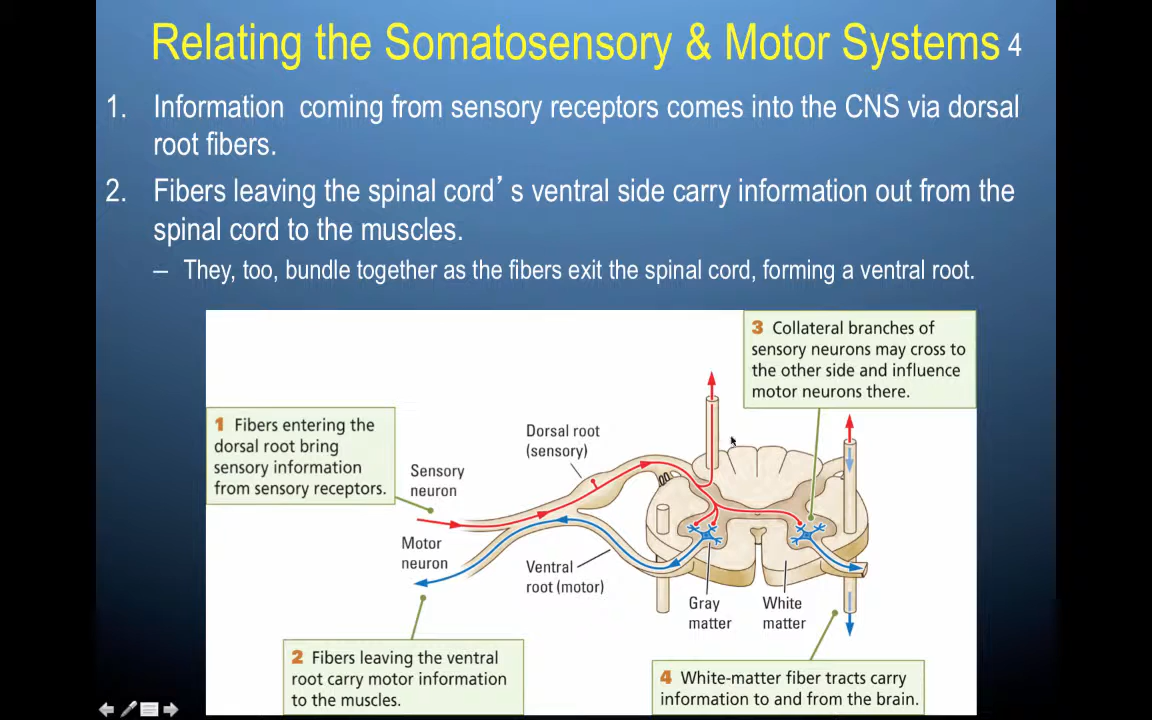 Relating the Somatosensory & Motor Systems 4
1. Information coming from sensory receptors comes into the CNS via dorsal
root fibers.
2. Fibers leaving the spinal cord’s ventral side carry information out from the
spinal cord to the muscles.
– They, too, bundle together as the fibers exit the spinal cord, forming a ventral root.
3 Collateral branches of
sensory neurons may cross to
the other side and influence
motor neurons there.
1 Fibers entering the
dorsal root bring
sensory information
from sensory receptors.
Dorsal root
(sensory)
Sensory
neuron
Motor
neuron
Ventral
root (motor)
Gray
matter
White
matter
2 Fibers leaving the ventral
root carry motor information
to the muscles.
4 White-matter fiber tracts carry
information to and from the brain.